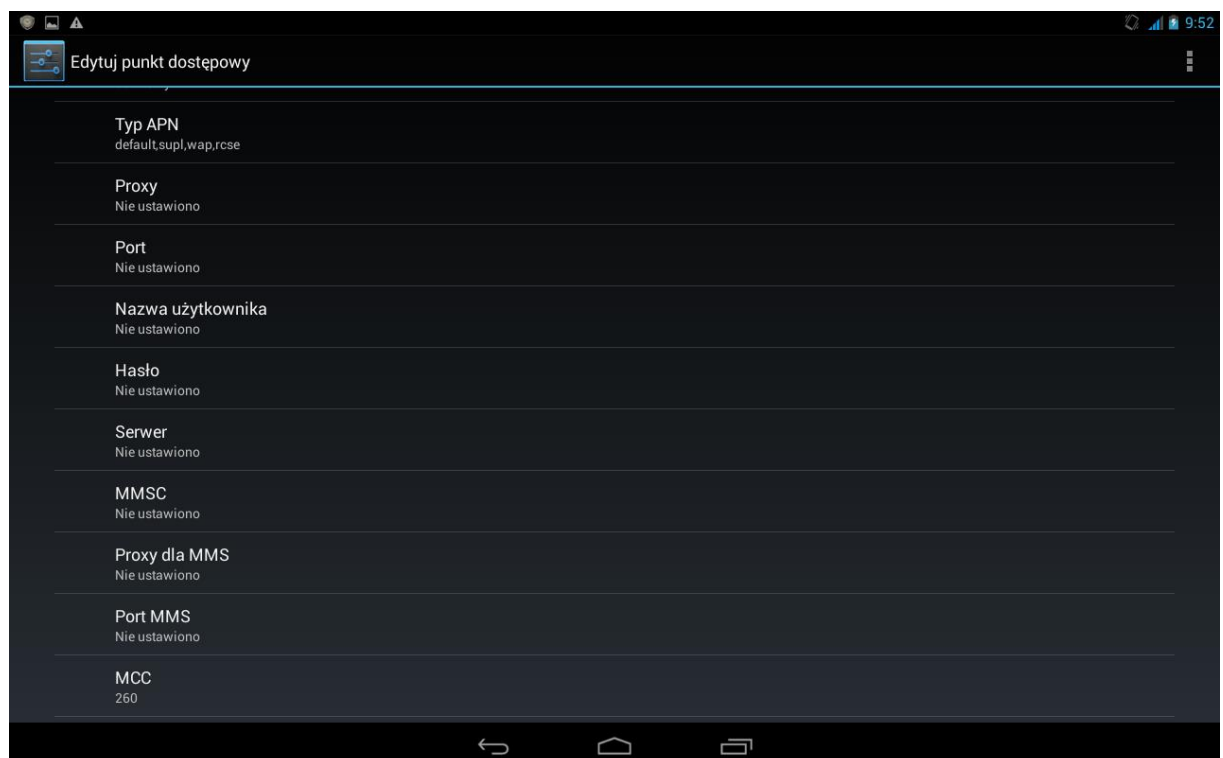 9:52
Edytuj punkt dostępowy
Typ APN
default,supl,wap,rcse
Proxy
Nie ustawiono
Port
Nie ustawiono
Nazwa użytkownika
Nie ustawiono
Hasło
Nie ustawiono
Serwer
Nie ustawiono
MMSC
Nie ustawiono
Proxy dla MMS
Nie ustawiono
Port MMS
Nie ustawiono
MCC
260